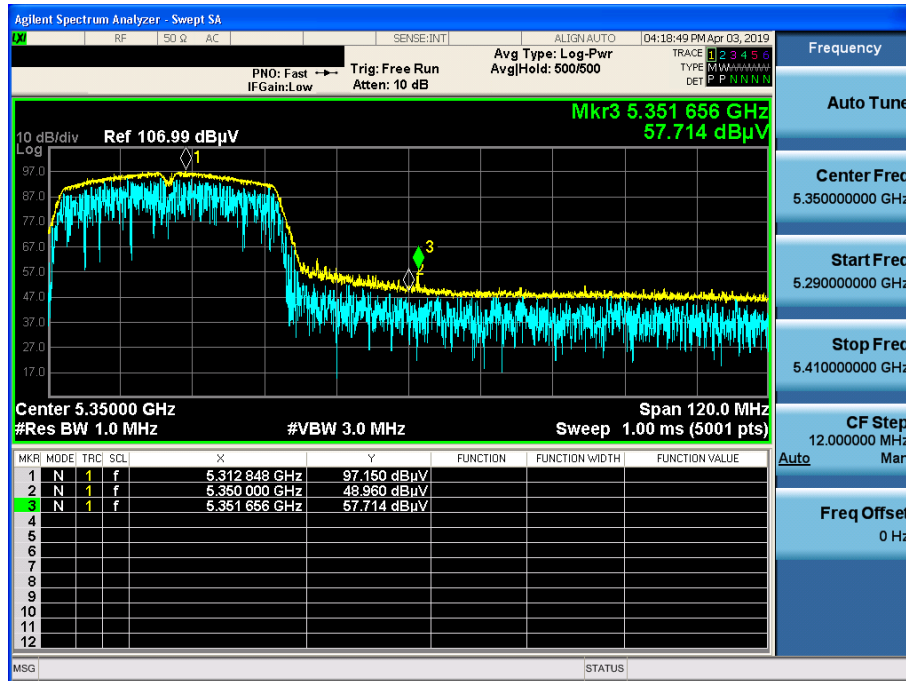 Agilent Spectrum Analyzer - Swept SA
LXI RF 50 Ω AC SENSE:INT ALIGN AUTO 04:18:49 PM Apr 03, 2019
PNO: Fast Trig: Free Run Avg Type: Log-Pwr TRACE 1 2 3 4 5 6
IFGain:Low Atten: 10 dB Avg|Hold: 500/500 TYPE M W W W W W
DET P P N N N N
Mkr3 5.351 656 GHz
57.714 dBµV
10 dB/div Ref 106.99 dBµV
Log
97.0
87.0
77.0
67.0
57.0
47.0
37.0
27.0
17.0
1
3
2
Center 5.35000 GHz Span 120.0 MHz
#Res BW 1.0 MHz #VBW 3.0 MHz Sweep 1.00 ms (5001 pts)
MKR MODE TRC SCL X Y FUNCTION FUNCTION WIDTH FUNCTION VALUE
1 N 1 f 5.312 848 GHz 97.150 dBµV
2 N 1 f 5.350 000 GHz 48.960 dBµV
3 N 1 f 5.351 656 GHz 57.714 dBµV
4
5
6
7
8
9
10
11
12
MSG STATUS
Frequency
Auto Tune
Center Freq
5.350000000 GHz
Start Freq
5.290000000 GHz
Stop Freq
5.410000000 GHz
CF Step
12.000000 MHz
Auto Man
Freq Offset
0 Hz